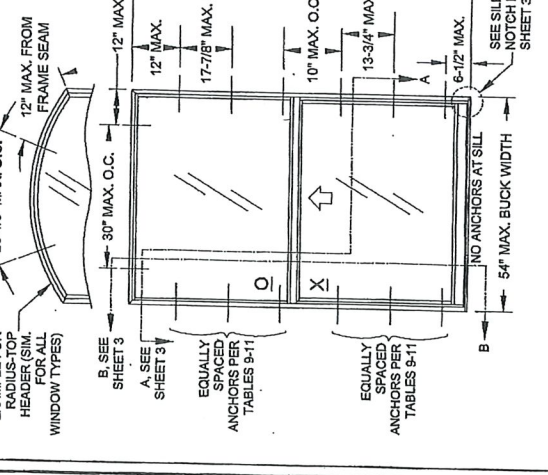 12" MAX. FROM
FRAME SEAM
RADIUS-TOP
HEADER (SIM.
FOR ALL
WINDOW TYPES)
12" MAX
12" MAX.
17-7/8" MAX.
10" MAX. O.C.
13-3/4" MAX
6-1/2" MAX.
SEE SILL
NOTCH
SHEET 3
30" MAX. O.C.
A
B, SEE
SHEET 3
A, SEE
SHEET 3
O
X
EQUALLY
SPACED
ANCHORS PER
TABLES 9-11
EQUALLY
SPACED
ANCHORS PER
TABLES 9-11
NO ANCHORS AT SILL
54" MAX. BUCK WIDTH
B